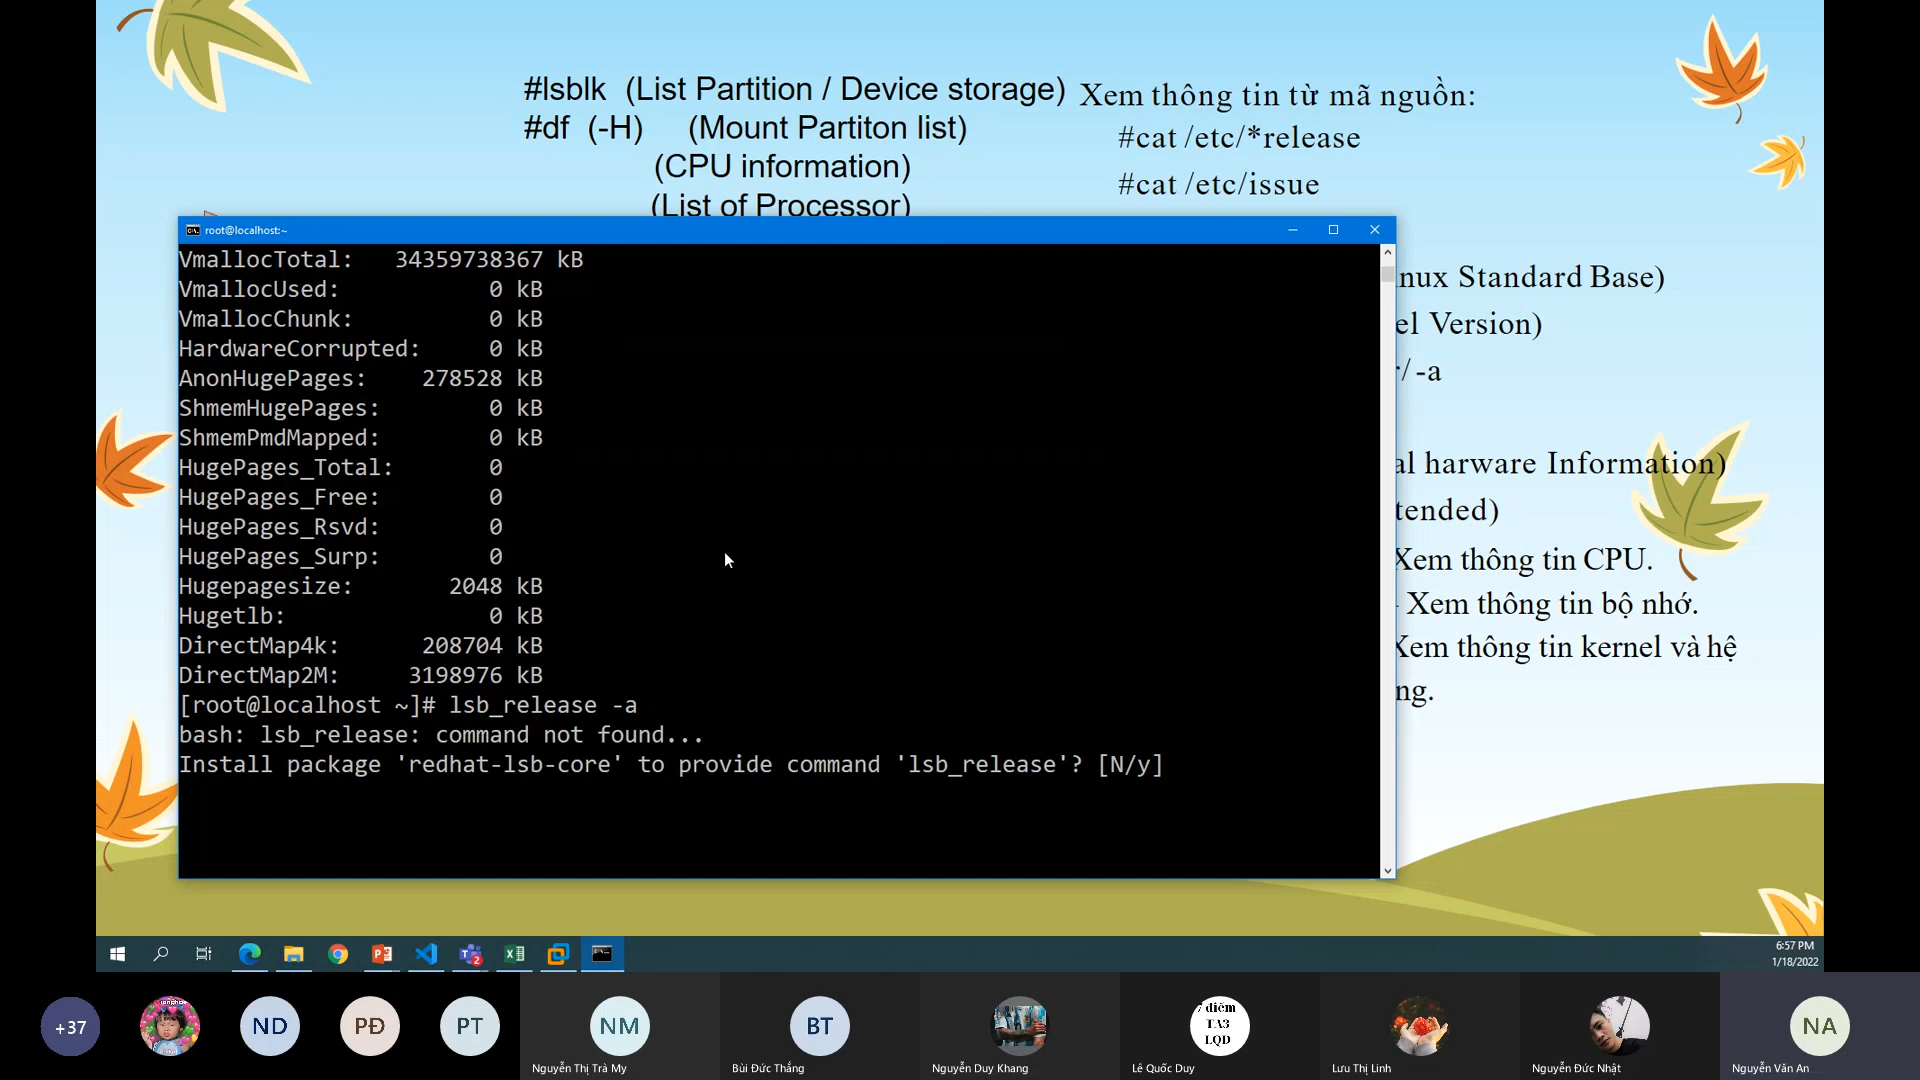 #lsblk (List Partition / Device storage)
#df (-H) (Mount Partiton list)
(CPU information)
(List of Processor)
Xem thông tin từ mã nguồn:
#cat /etc/*release
#cat /etc/issue
nux Standard Base)
el Version)
/ -a
al harware Information)
tended)
Xem thông tin CPU.
Xem thông tin bộ nhớ.
Xem thông tin kernel và hệ
ng.
root@localhost:~
VmallocTotal: 34359738367 kB
VmallocUsed: 0 kB
VmallocChunk: 0 kB
HardwareCorrupted: 0 kB
AnonHugePages: 278528 kB
ShmemHugePages: 0 kB
ShmemPmdMapped: 0 kB
HugePages_Total: 0
HugePages_Free: 0
HugePages_Rsvd: 0
HugePages_Surp: 0
Hugepagesize: 2048 kB
Hugetlb: 0 kB
DirectMap4k: 208704 kB
DirectMap2M: 3198976 kB
[root@localhost ~]# lsb_release -a
bash: lsb_release: command not found...
Install package 'redhat-lsb-core' to provide command 'lsb_release'? [N/y]
6:57 PM
1/18/2022
+37
ND
PĐ
PT
NM
Nguyễn Thị Trà My
BT
Bùi Đức Thắng
Nguyễn Duy Khang
7 điểm
TA3
LQD
Lê Quốc Duy
Lưu Thị Linh
Nguyễn Đức Nhật
NA
Nguyễn Văn An